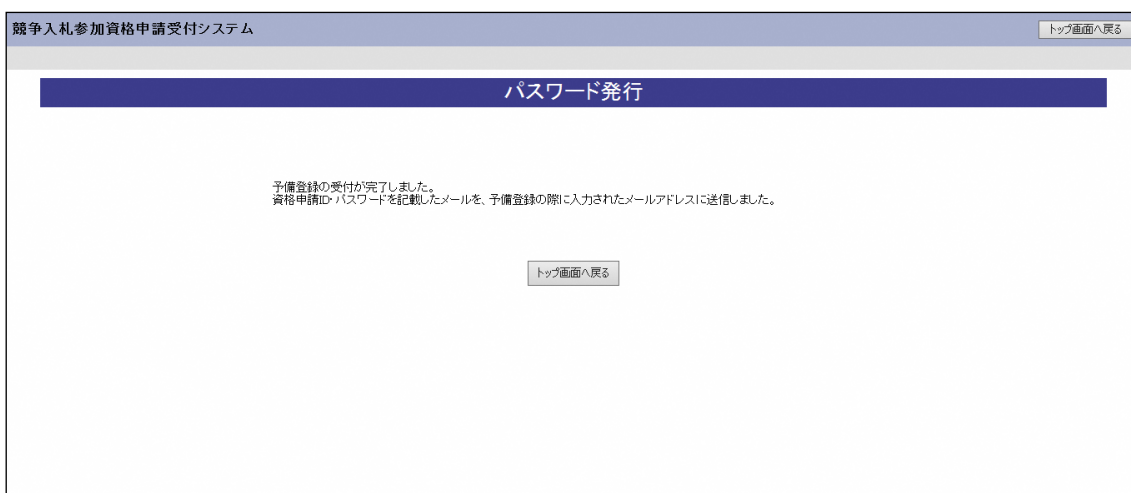 競争入札参加資格申請受付システム
トップ画面へ戻る
パスワード発行
予備登録の受付が完了しました。
資格申請ID・パスワードを記載したメールを、予備登録の際に入力されたメールアドレスに送信しました。
トップ画面へ戻る